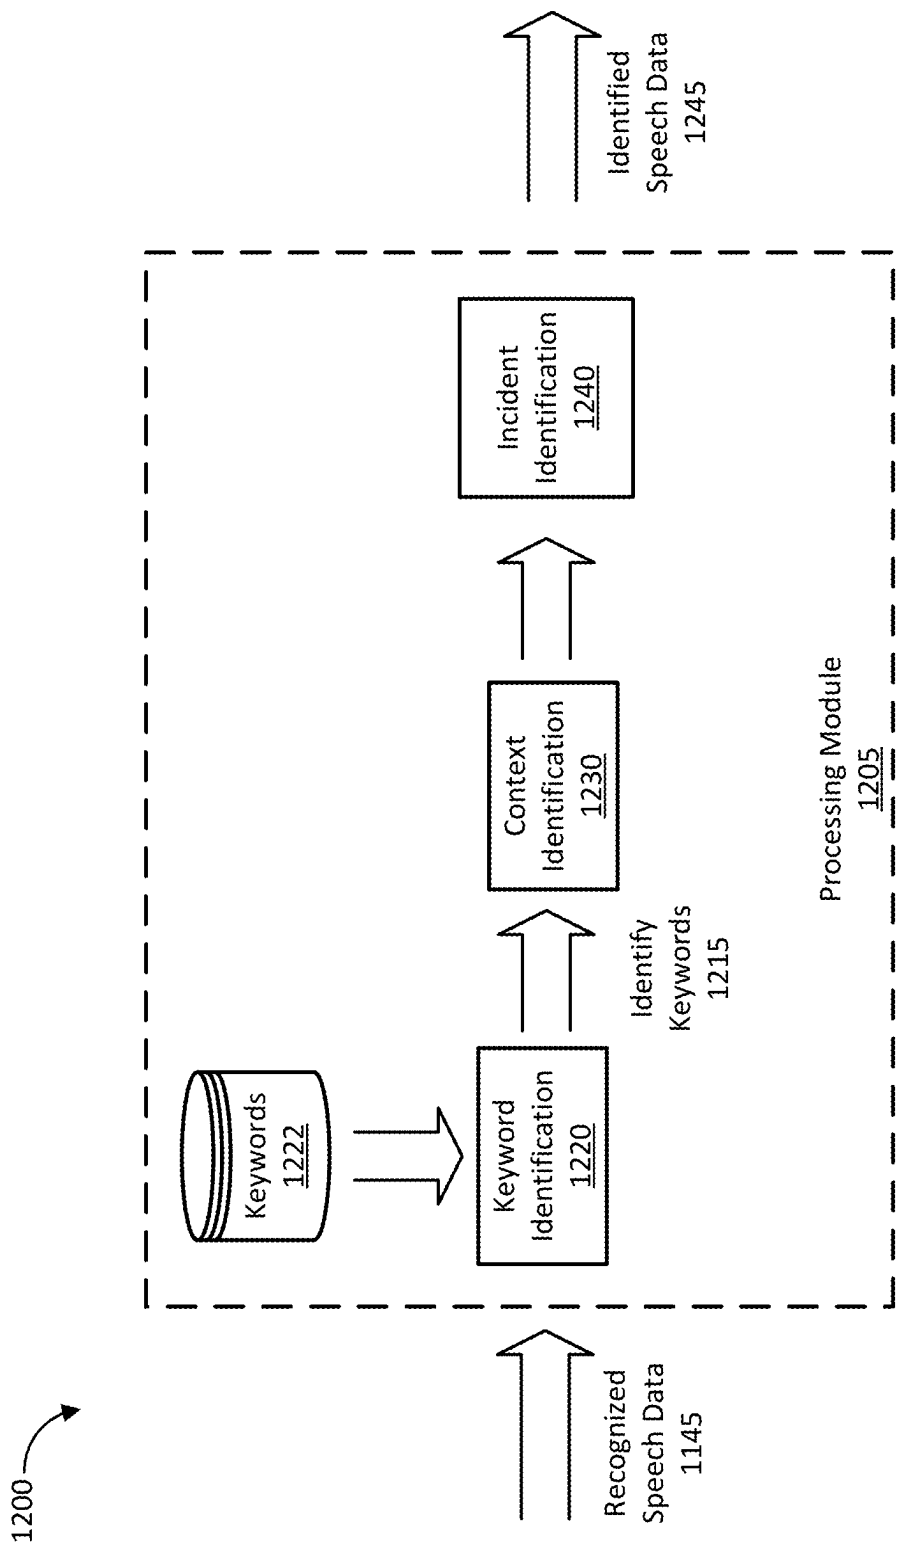 1200
Recognized
Speech Data
1145
Keywords
1222
Keyword
Identification
1220
Identify
Keywords
1215
Context
Identification
1230
Incident
Identification
1240
Processing Module
1205
Identified
Speech Data
1245